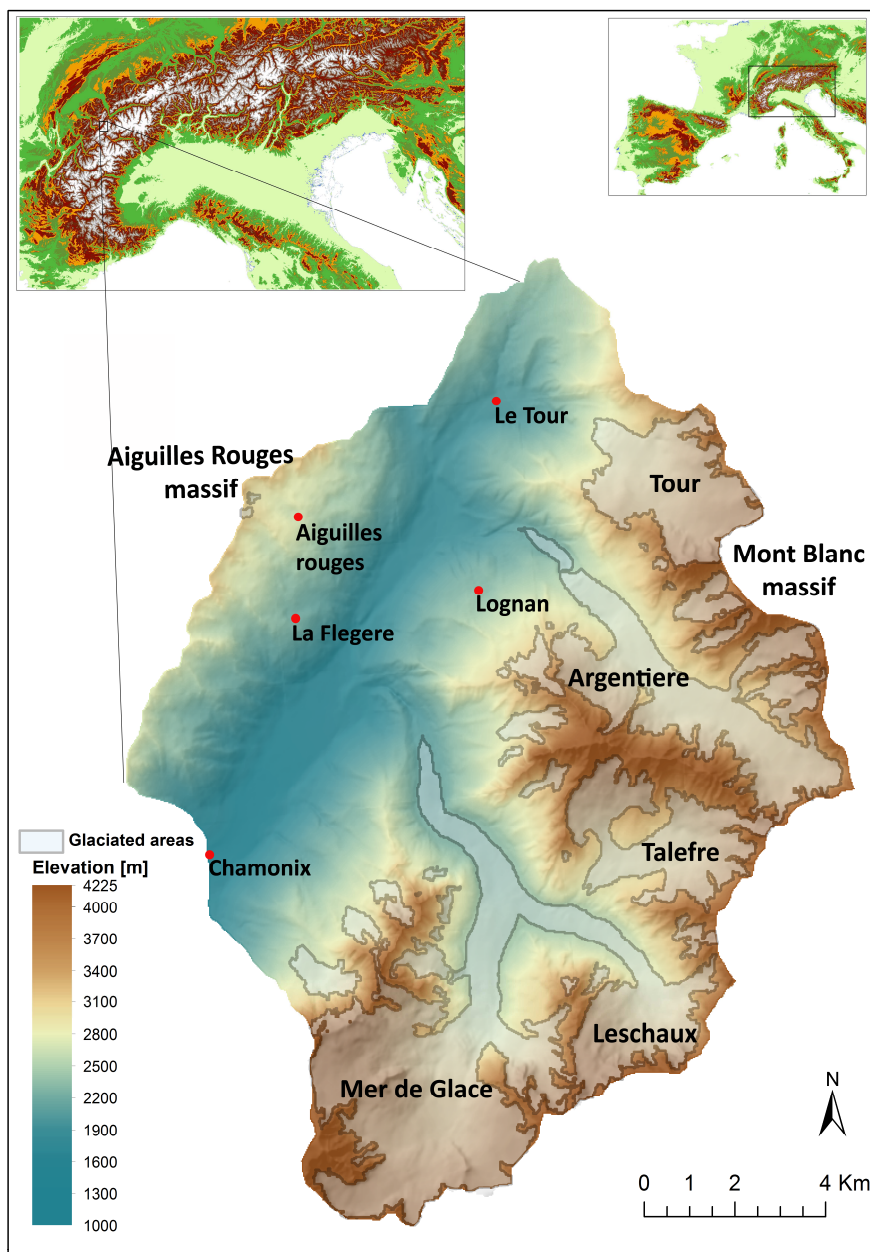 Le Tour
Aiguilles Rouges
massif
Tour
Aiguilles
rouges
Mont Blanc
massif
Lognan
La Flegere
Argentiere
Glaciated areas
Talefre
Elevation [m]
Chamonix
4225
4000
3700
3400
3100
2800
2500
2200
1900
1600
1300
1000
Leschaux
Mer de Glace
N
0 1 2 4 Km